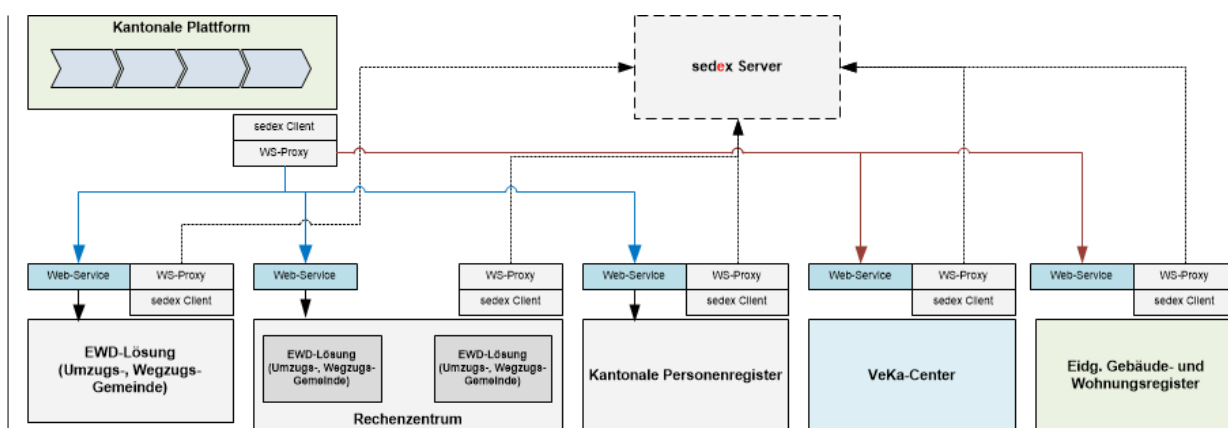 Kantonale Plattform
sedex Server
sedex Client
WS-Proxy
Web-Service
WS-Proxy
sedex Client
EWD-Lösung
(Umzugs-, Wegzugs-
Gemeinde)
Web-Service
WS-Proxy
sedex Client
EWD-Lösung
(Umzugs-, Wegzugs-
Gemeinde)
EWD-Lösung
(Umzugs-, Wegzugs-
Gemeinde)
Rechenzentrum
Web-Service
WS-Proxy
sedex Client
Kantonale Personenregister
Web-Service
WS-Proxy
sedex Client
VeKa-Center
Web-Service
WS-Proxy
sedex Client
Eidg. Gebäude- und
Wohnungsregister